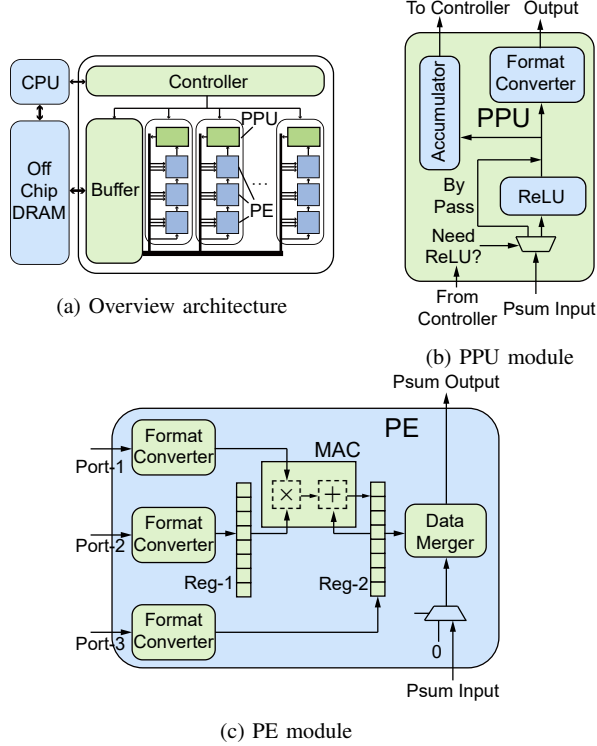 CPU
Controller
PPU
Off
Chip
DRAM
Buffer
...
PE
(a) Overview architecture
To Controller
Output
Format
Converter
Accumulator
PPU
By
Pass
ReLU
Need
ReLU?
From
Controller
Psum Input
(b) PPU module
Psum Output
PE
Format
Converter
Port-1
MAC
×
+
Format
Converter
Port-2
Data
Merger
Reg-1
Reg-2
Format
Converter
Port-3
0
Psum Input
(c) PE module